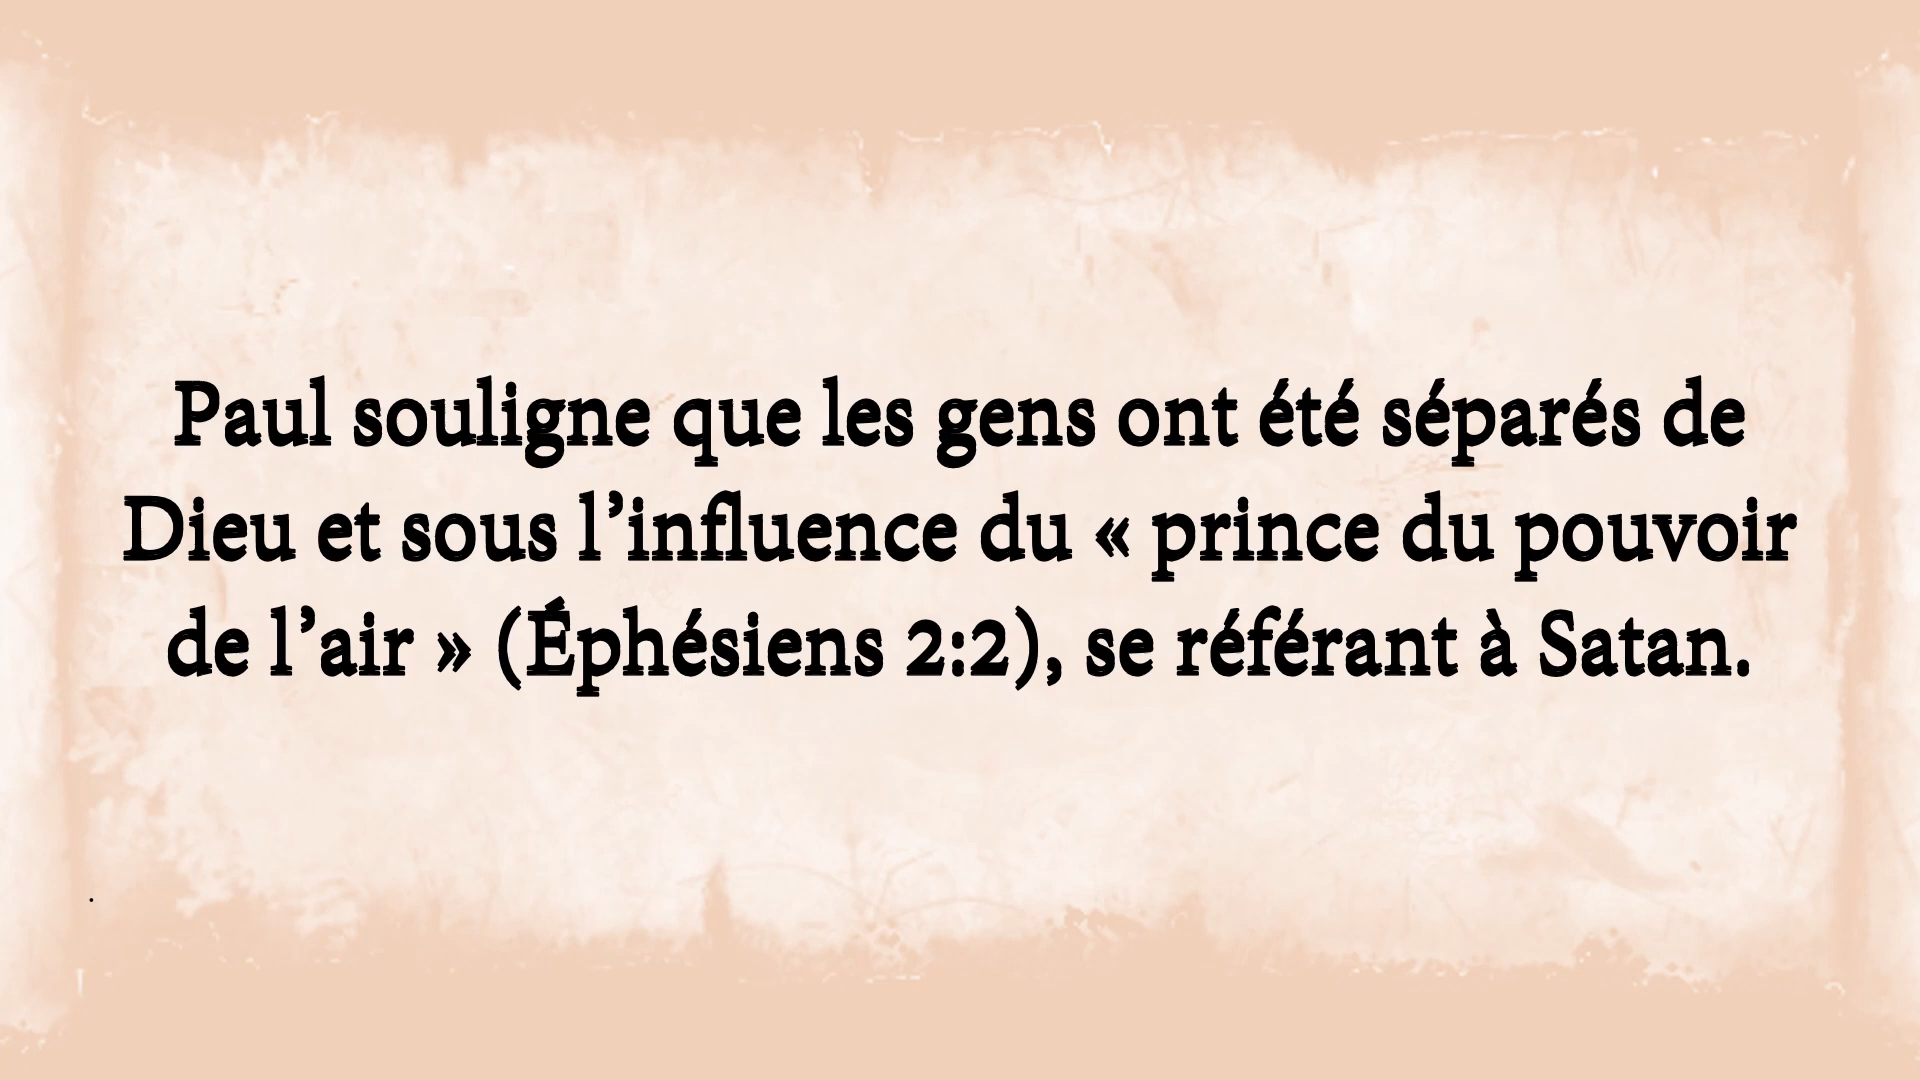 Paul souligne que les gens ont été séparés de
Dieu et sous l’influence du « prince du pouvoir
de l’air » (Éphésiens 2:2), se référant à Satan.
.